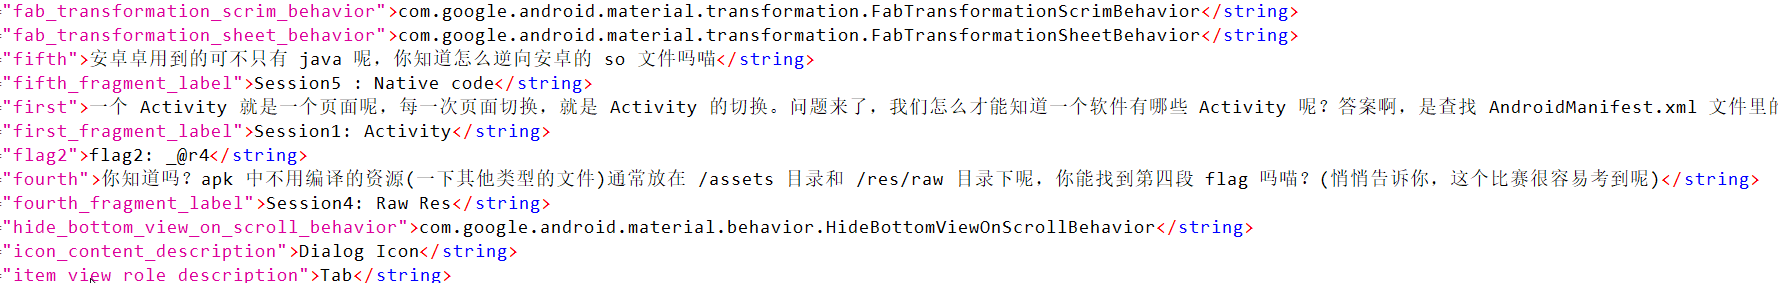 ="fab_transformation_scrim_behavior">com.google.android.material.transformation.FabTransformationScrimBehavior</string>
="fab_transformation_sheet_behavior">com.google.android.material.transformation.FabTransformationSheetBehavior</string>
="fifth">安卓卓用到的可不只有 java 呢，你知道怎么逆向安卓的 so 文件吗喵</string>
="fifth_fragment_label">Session5 : Native code</string>
="first">一个 Activity 就是一个页面呢，每一次页面切换，就是 Activity 的切换。问题来了，我们怎么才能知道一个软件有哪些 Activity 呢？答案啊，是查找 AndroidManifest.xml 文件里的
="first_fragment_label">Session1: Activity</string>
="flag2">flag2: _@r4</string>
="fourth">你知道吗？apk 中不用编译的资源(一下其他类型的文件)通常放在 /assets 目录和 /res/raw 目录下呢，你能找到第四段 flag 吗喵？(悄悄告诉你，这个比赛很容易考到呢)</string>
="fourth_fragment_label">Session4: Raw Res</string>
="hide_bottom_view_on_scroll_behavior">com.google.android.material.behavior.HideBottomViewOnScrollBehavior</string>
="icon_content_description">Dialog Icon</string>
="item_view_role_description">Tab</string>